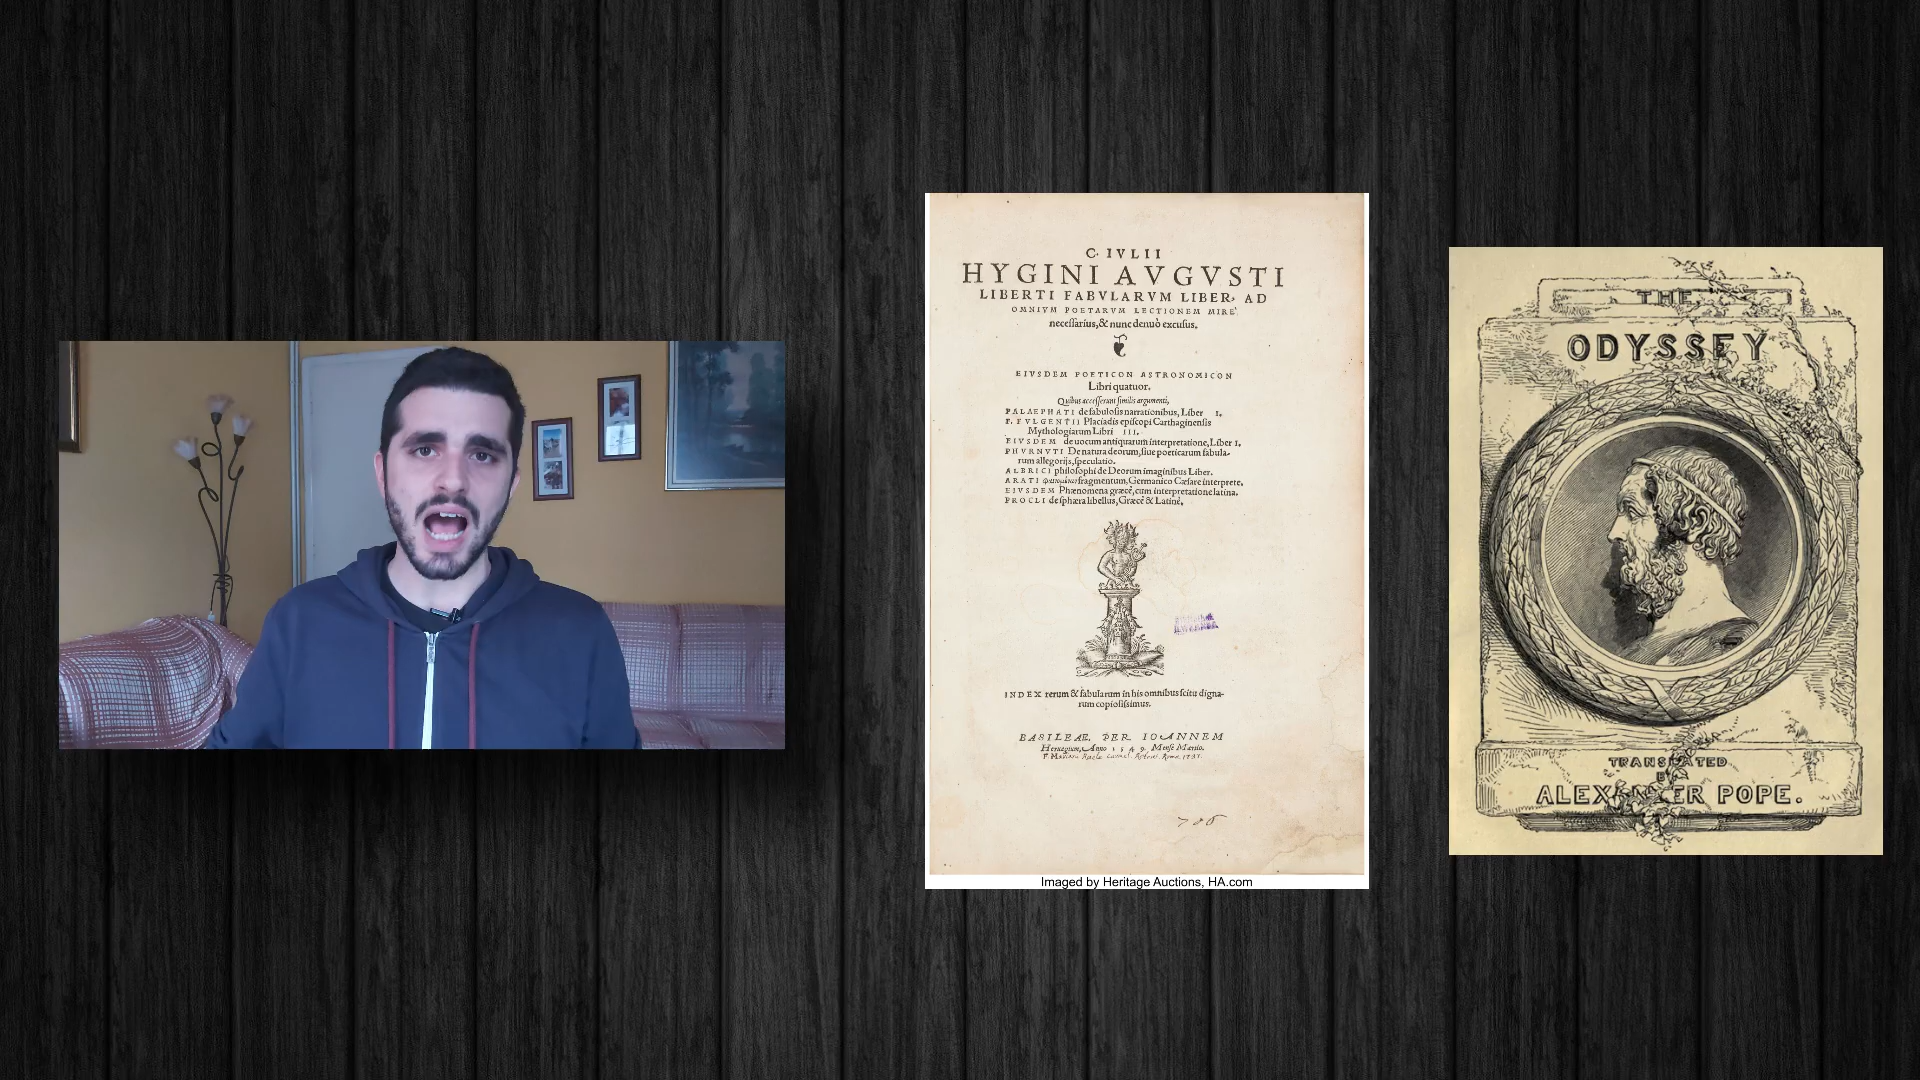 C. IVLII
HYGINI AVGVSTI
LIBERTI FABVLARVM LIBER, AD
OMNIVM POETARVM LECTIONEM MIRE
necessarius, & nunc denuò excusus.
EIVSDEM POETICON ASTRONOMICON
Libri quatuor.
Quibus accesserunt similis argumenti,
PALAEPHATI de fabulosis narrationibus, Liber I.
F. FVLGENTII Placiadis episcopi Carthaginensis
Mythologiarum Libri III.
EIVSDEM de uocum antiquarum interpretatione, Liber I.
PHVRNVTI De natura deorum, siue poeticarum fabula-
rum allegorijs, speculatio.
ALBRICI philosophi de Deorum imaginibus Liber.
ARATI fragmentum, Germanico Cæsare interprete.
EIVSDEM Phænomena græcè, cum interpretatione latina.
PROCLI de sphæra libellus, Græcè & Latinè.
INDEX rerum & fabularum in his omnibus scitu digna-
rum copiosissimus.
BASILEAE, PER IOANNEM
Heruagium, Anno 1549. Mense Martio.
706
Imaged by Heritage Auctions, HA.com
THE
ODYSSEY
TRANSLATED
BY
ALEXANDER POPE.